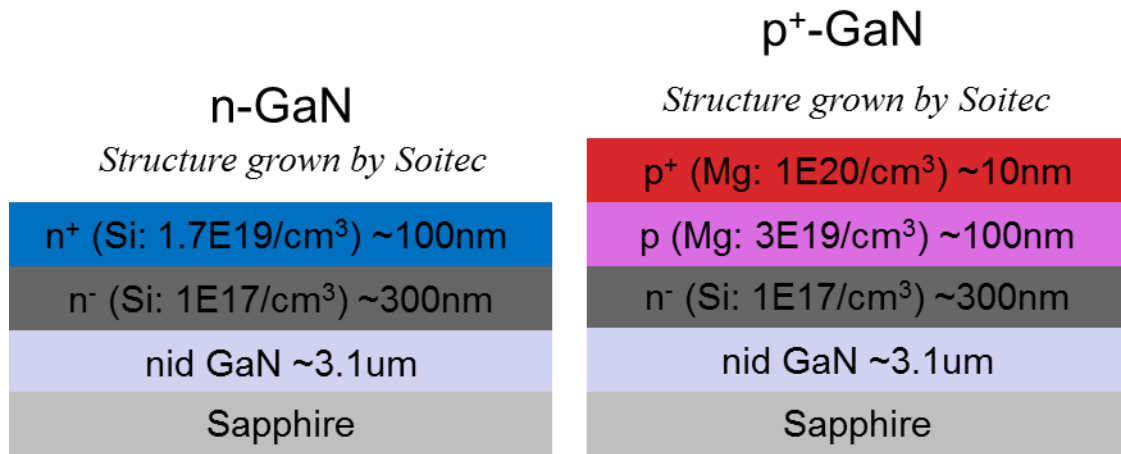 n-GaN
Structure grown by Soitec
n⁺ (Si: 1.7E19/cm³) ~100nm
n⁻ (Si: 1E17/cm³) ~300nm
nid GaN ~3.1um
Sapphire
p⁺-GaN
Structure grown by Soitec
p⁺ (Mg: 1E20/cm³) ~10nm
p (Mg: 3E19/cm³) ~100nm
n⁻ (Si: 1E17/cm³) ~300nm
nid GaN ~3.1um
Sapphire